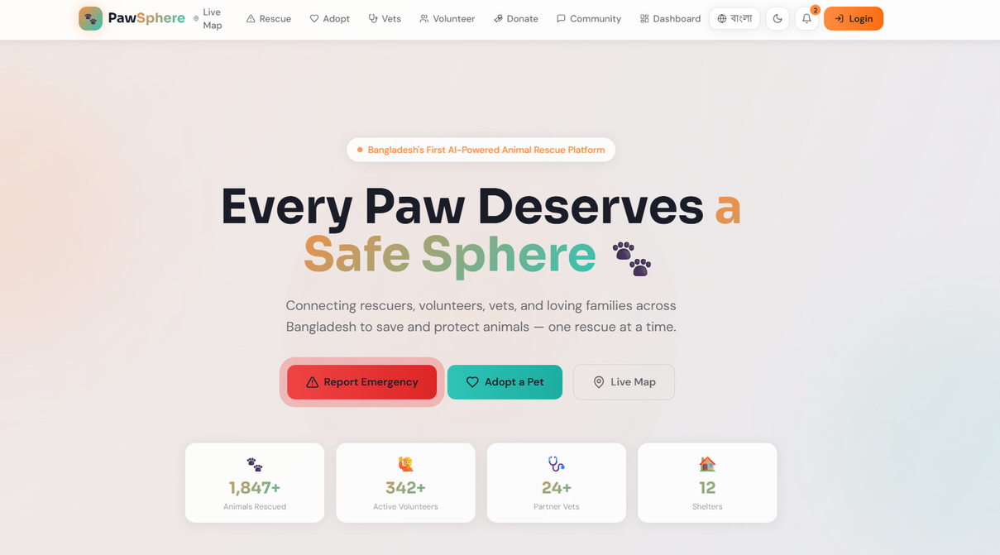 PawSphere
Live
Map
Rescue
Adopt
Vets
Volunteer
Donate
Community
Dashboard
বাংলা
2
Login
Bangladesh's First AI-Powered Animal Rescue Platform
Every Paw Deserves a
Safe Sphere
Connecting rescuers, volunteers, vets, and loving families across
Bangladesh to save and protect animals — one rescue at a time.
Report Emergency
Adopt a Pet
Live Map
1,847+
Animals Rescued
342+
Active Volunteers
24+
Partner Vets
12
Shelters